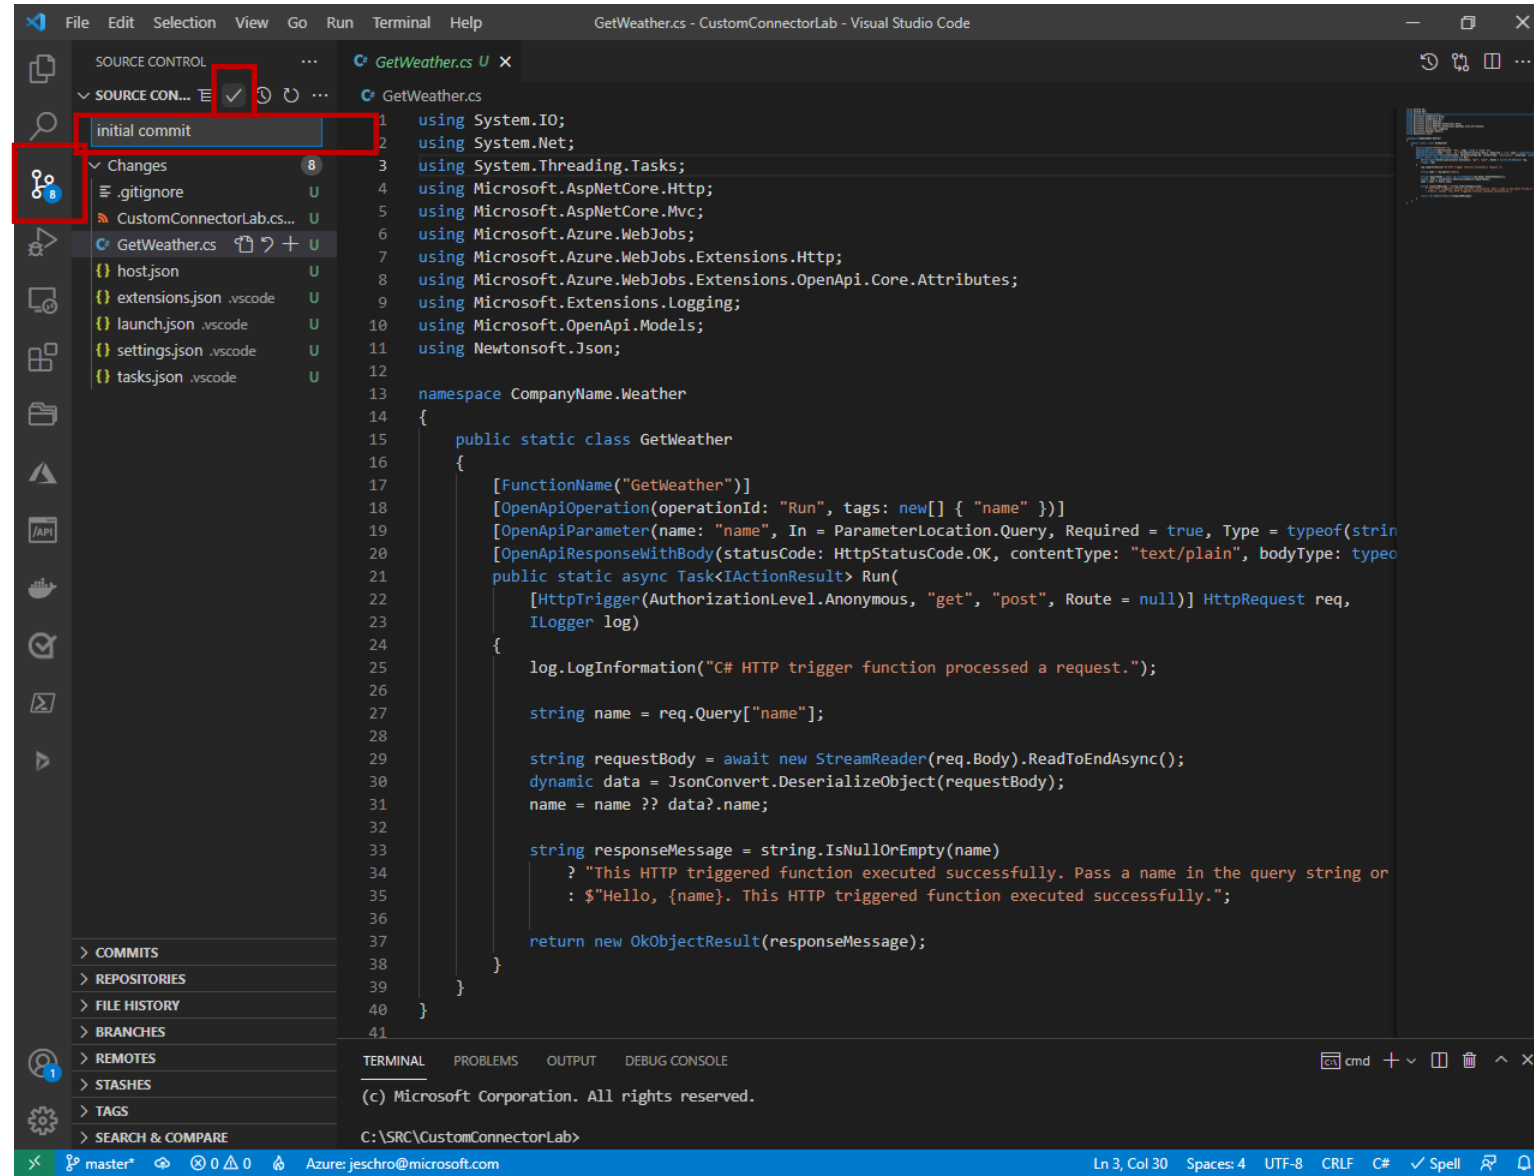 File Edit Selection View Go Run Terminal Help GetWeather.cs - CustomConnectorLab - Visual Studio Code
SOURCE CONTROL
SOURCE CON...
initial commit
Changes 8
.gitignore U
CustomConnectorLab.cs... U
GetWeather.cs U
host.json U
extensions.json .vscode U
launch.json .vscode U
settings.json .vscode U
tasks.json .vscode U
COMMITS
REPOSITORIES
FILE HISTORY
BRANCHES
REMOTES
STASHES
TAGS
SEARCH & COMPARE
8
/API
1
GetWeather.cs U
GetWeather.cs
1 using System.IO;
2 using System.Net;
3 using System.Threading.Tasks;
4 using Microsoft.AspNetCore.Http;
5 using Microsoft.AspNetCore.Mvc;
6 using Microsoft.Azure.WebJobs;
7 using Microsoft.Azure.WebJobs.Extensions.Http;
8 using Microsoft.Azure.WebJobs.Extensions.OpenApi.Core.Attributes;
9 using Microsoft.Extensions.Logging;
10 using Microsoft.OpenApi.Models;
11 using Newtonsoft.Json;
12
13 namespace CompanyName.Weather
14 {
15 public static class GetWeather
16 {
17 [FunctionName("GetWeather")]
18 [OpenApiOperation(operationId: "Run", tags: new[] { "name" })]
19 [OpenApiParameter(name: "name", In = ParameterLocation.Query, Required = true, Type = typeof(strin
20 [OpenApiResponseWithBody(statusCode: HttpStatusCode.OK, contentType: "text/plain", bodyType: typeo
21 public static async Task<IActionResult> Run(
22 [HttpTrigger(AuthorizationLevel.Anonymous, "get", "post", Route = null)] HttpRequest req,
23 ILogger log)
24 {
25 log.LogInformation("C# HTTP trigger function processed a request.");
26
27 string name = req.Query["name"];
28
29 string requestBody = await new StreamReader(req.Body).ReadToEndAsync();
30 dynamic data = JsonConvert.DeserializeObject(requestBody);
31 name = name ?? data?.name;
32
33 string responseMessage = string.IsNullOrEmpty(name)
34 ? "This HTTP triggered function executed successfully. Pass a name in the query string or
35 : $"Hello, {name}. This HTTP triggered function executed successfully.";
36
37 return new OkObjectResult(responseMessage);
38 }
39 }
40 }
41
TERMINAL PROBLEMS OUTPUT DEBUG CONSOLE cmd
(c) Microsoft Corporation. All rights reserved.
C:\SRC\CustomConnectorLab>
master* 0 0 Azure: jeschro@microsoft.com Ln 3, Col 30 Spaces: 4 UTF-8 CRLF C# Spell